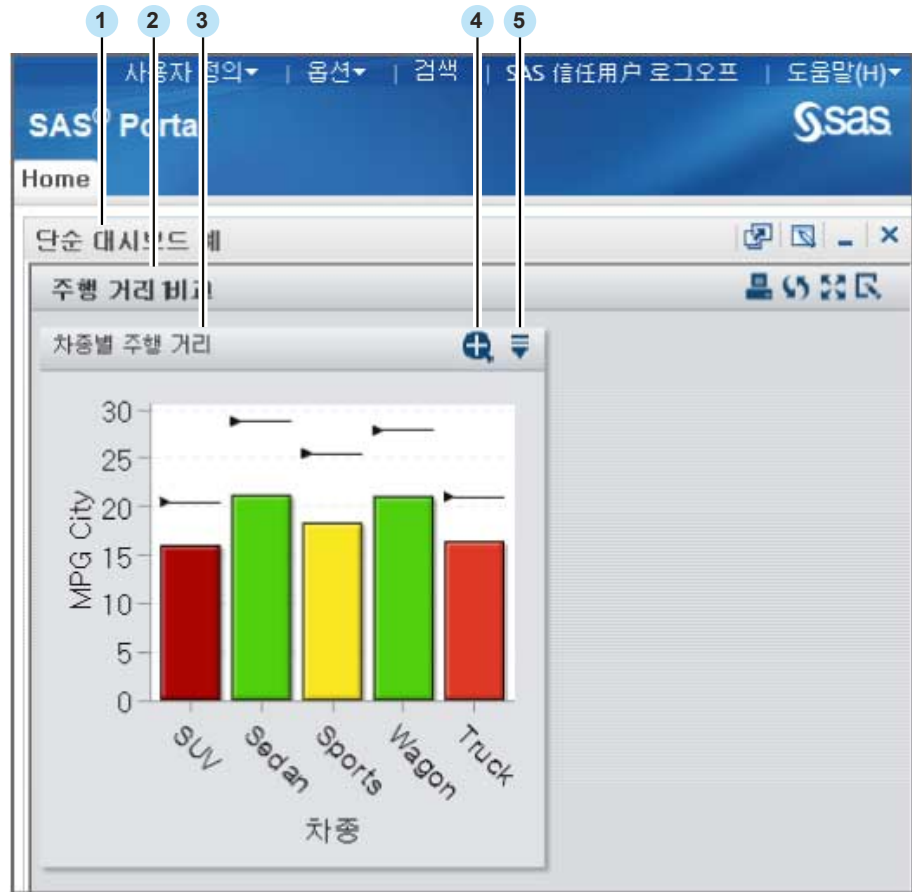 1 2 3 4 5
사용자 정의▾ | 옵션▾ | 검색 | SAS 信任用户 로그오프 | 도움말(H)▾
SAS® Portal
sas
Home
단순 대시보드 예
주행 거리 비교
차종별 주행 거리
30
25
20
15
10
5
0
MPG City
SUV
Sedan
Sports
Wagon
Truck
차종